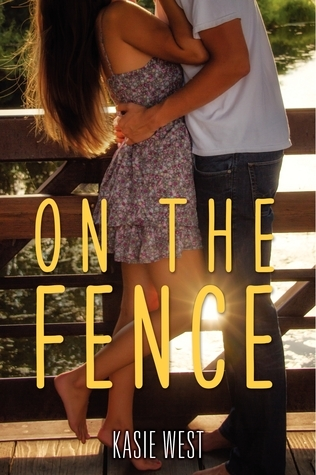 ON THE
FENCE
KASIE WEST